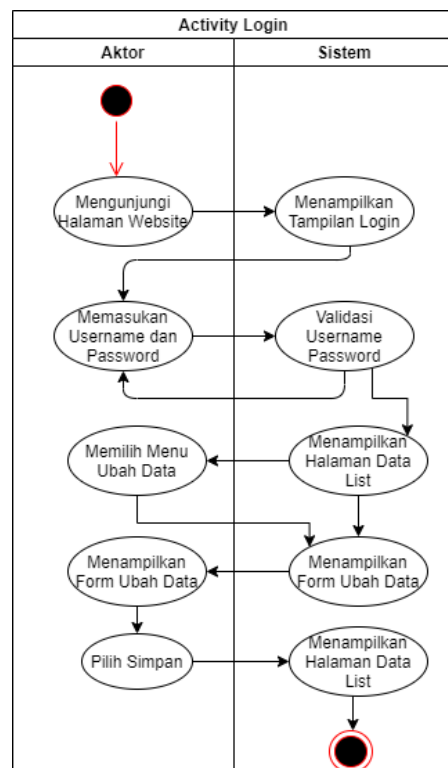 Activity Login
Aktor
Sistem
Mengunjungi
Halaman Website
Menampilkan
Tampilan Login
Memasukan
Username dan
Password
Validasi
Username
Password
Memilih Menu
Ubah Data
Menampilkan
Halaman Data
List
Menampilkan
Form Ubah Data
Menampilkan
Form Ubah Data
Pilih Simpan
Menampilkan
Halaman Data
List